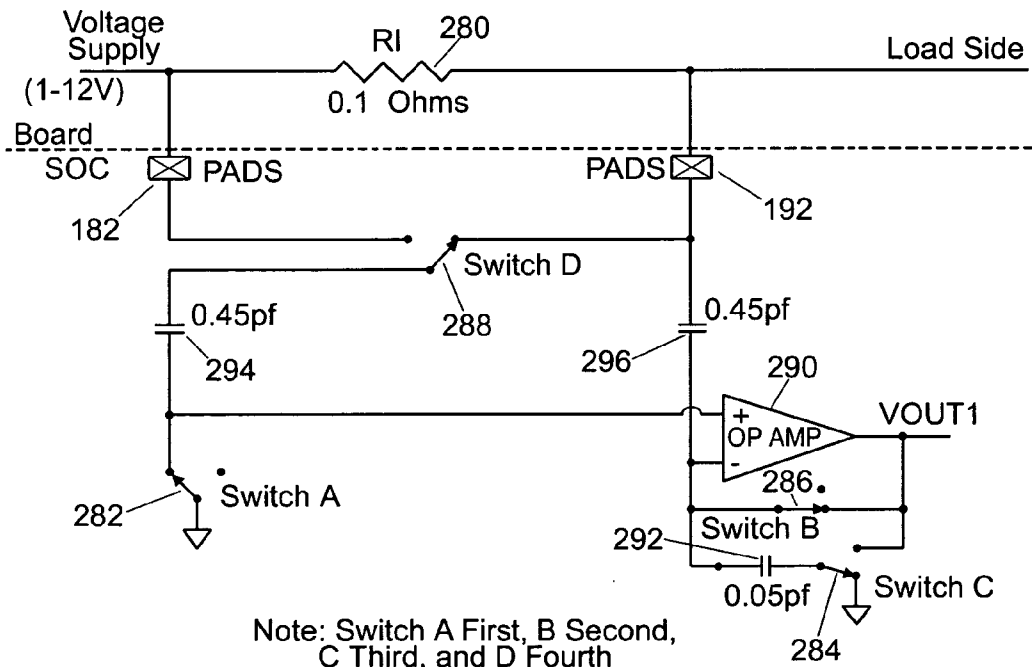 Voltage
Supply
(1-12V)
RI
280
0.1 Ohms
Load Side
Board
SOC
PADS
PADS
182
192
Switch D
288
0.45pf
294
0.45pf
296
290
+
OP AMP
-
VOUT1
286
Switch B
282
Switch A
292
0.05pf
Switch C
284
Note: Switch A First, B Second,
C Third, and D Fourth